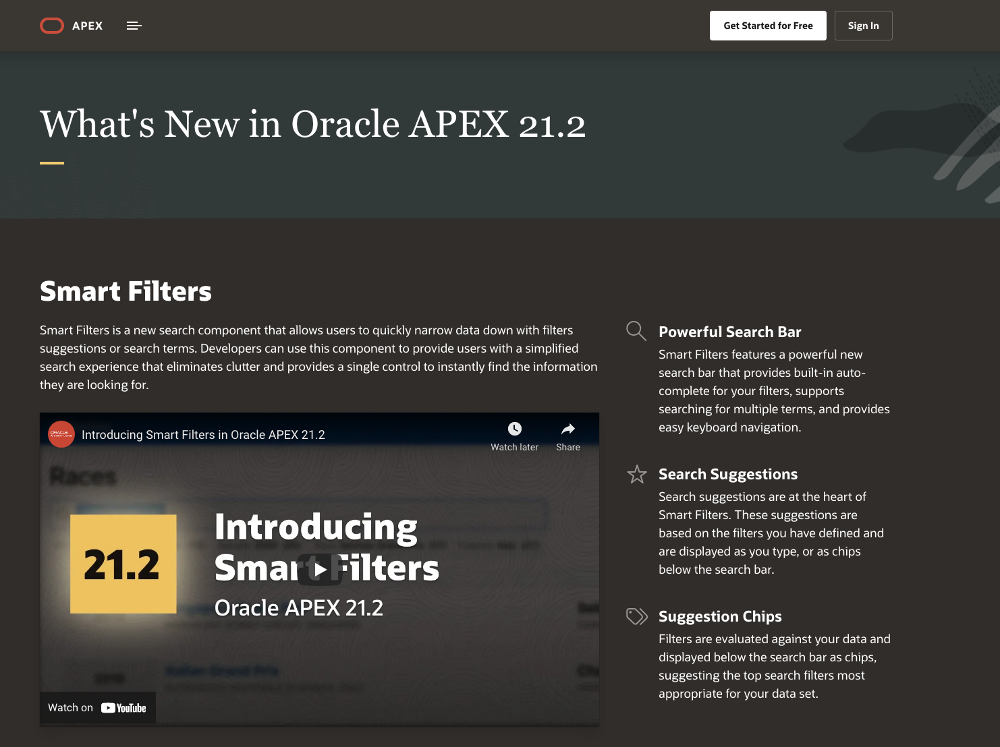 APEX
Get Started for Free
Sign In
What's New in Oracle APEX 21.2
Smart Filters
Smart Filters is a new search component that allows users to quickly narrow data down with filters
suggestions or search terms. Developers can use this component to provide users with a simplified
search experience that eliminates clutter and provides a single control to instantly find the information
they are looking for.
ORACLE
Introducing Smart Filters in Oracle APEX 21.2
Watch later
Share
Races
21.2
Introducing
Smart Filters
Oracle APEX 21.2
2019
Italian Grand Prix
Watch on YouTube
Powerful Search Bar
Smart Filters features a powerful new
search bar that provides built-in auto-
complete for your filters, supports
searching for multiple terms, and provides
easy keyboard navigation.
Search Suggestions
Search suggestions are at the heart of
Smart Filters. These suggestions are
based on the filters you have defined and
are displayed as you type, or as chips
below the search bar.
Suggestion Chips
Filters are evaluated against your data and
displayed below the search bar as chips,
suggesting the top search filters most
appropriate for your data set.